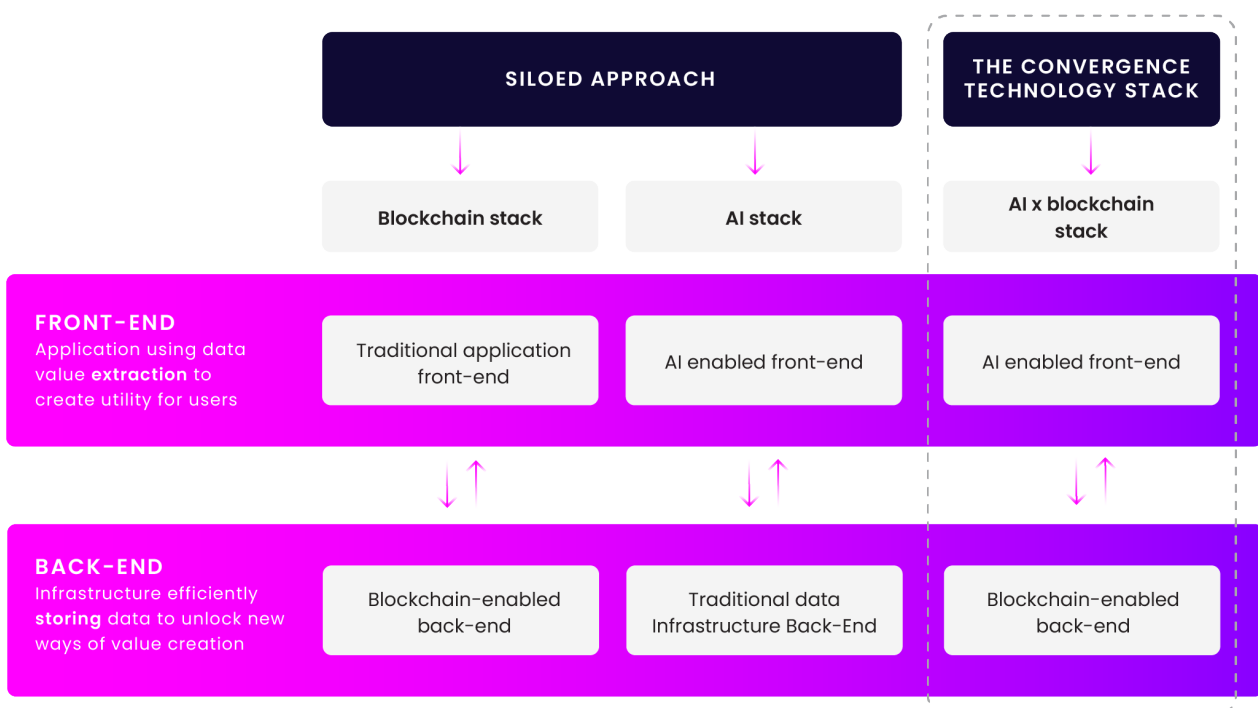 SILOED APPROACH
THE CONVERGENCE
TECHNOLOGY STACK
Blockchain stack
AI stack
AI x blockchain
stack
FRONT-END
Application using data
value extraction to
create utility for users
Traditional application
front-end
AI enabled front-end
AI enabled front-end
BACK-END
Infrastructure efficiently
storing data to unlock new
ways of value creation
Blockchain-enabled
back-end
Traditional data
Infrastructure Back-End
Blockchain-enabled
back-end